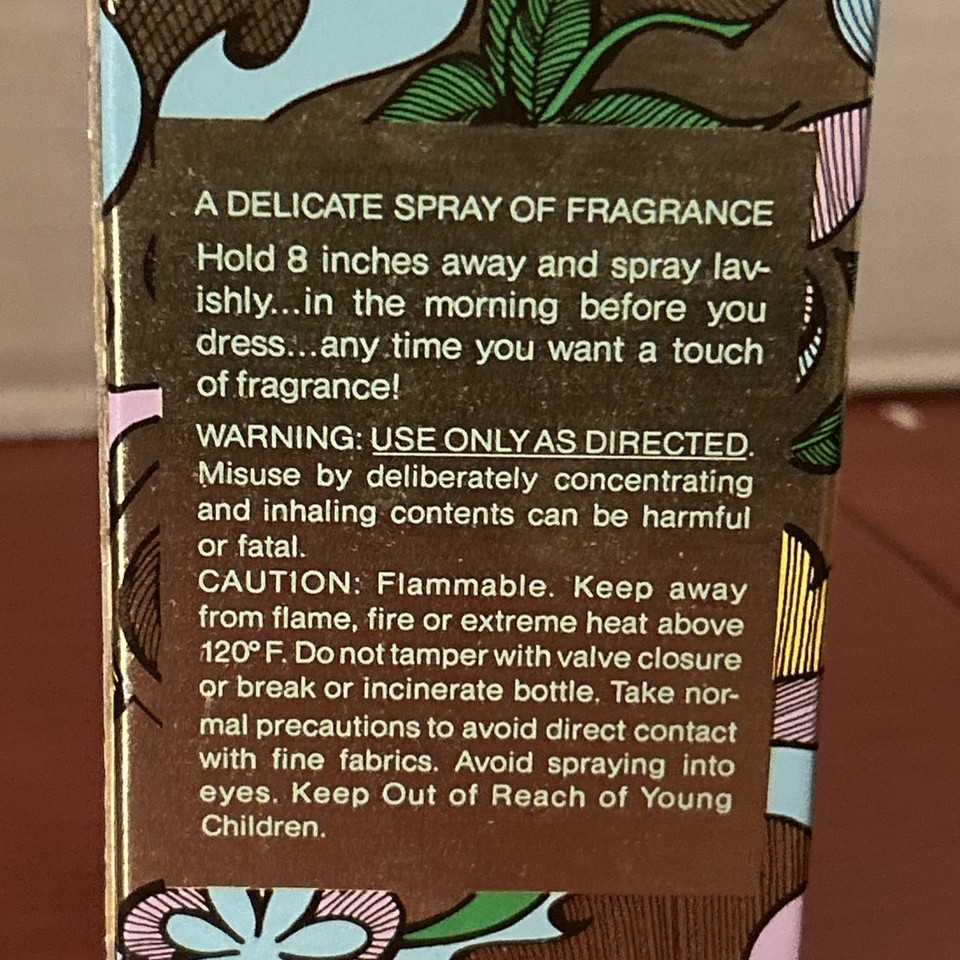 A DELICATE SPRAY OF FRAGRANCE
Hold 8 inches away and spray lav-
ishly...in the morning before you
dress...any time you want a touch
of fragrance!
WARNING: USE ONLY AS DIRECTED.
Misuse by deliberately concentrating
and inhaling contents can be harmful
or fatal.
CAUTION: Flammable. Keep away
from flame, fire or extreme heat above
120° F. Do not tamper with valve closure
or break or incinerate bottle. Take nor-
mal precautions to avoid direct contact
with fine fabrics. Avoid spraying into
eyes. Keep Out of Reach of Young
Children.